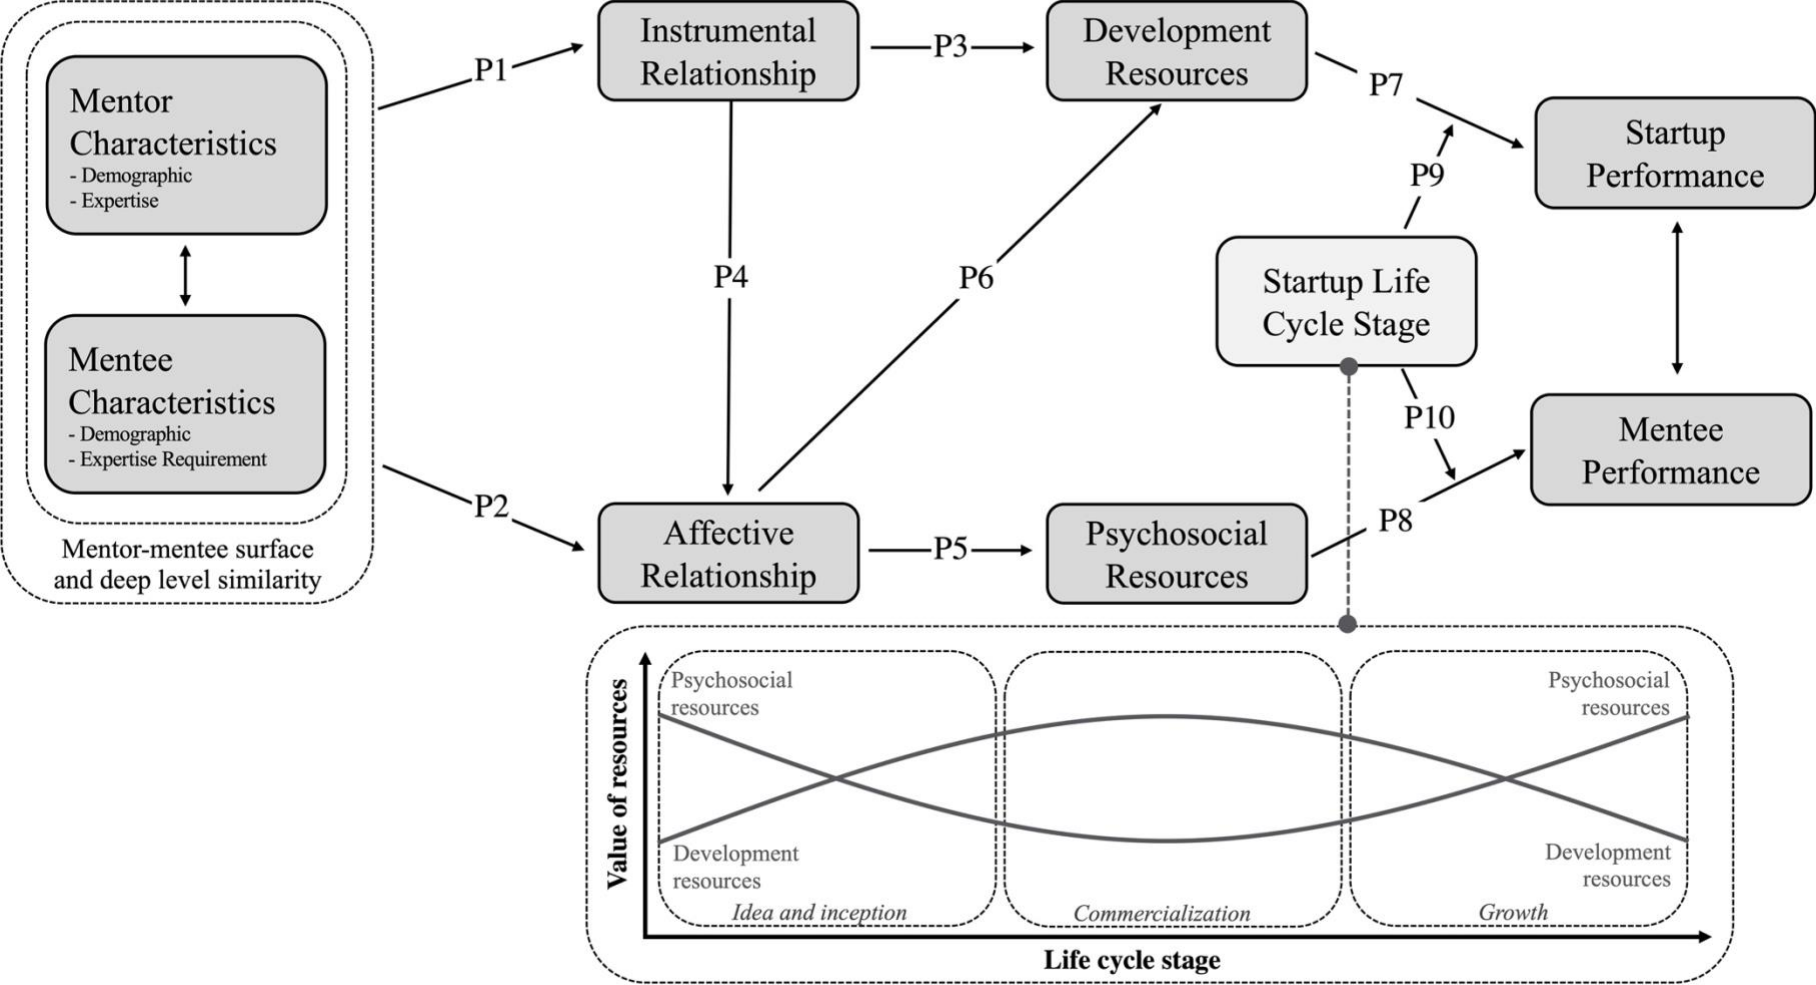 Mentor
Characteristics
- Demographic
- Expertise
Mentee
Characteristics
- Demographic
- Expertise Requirement
Mentor-mentee surface
and deep level similarity
P1
P2
Instrumental
Relationship
P3
P4
Affective
Relationship
P5
P6
Development
Resources
Psychosocial
Resources
P7
P8
P9
Startup Life
Cycle Stage
P10
Startup
Performance
Mentee
Performance
Value of resources
Psychosocial
resources
Development
resources
Idea and inception
Commercialization
Psychosocial
resources
Development
resources
Growth
Life cycle stage